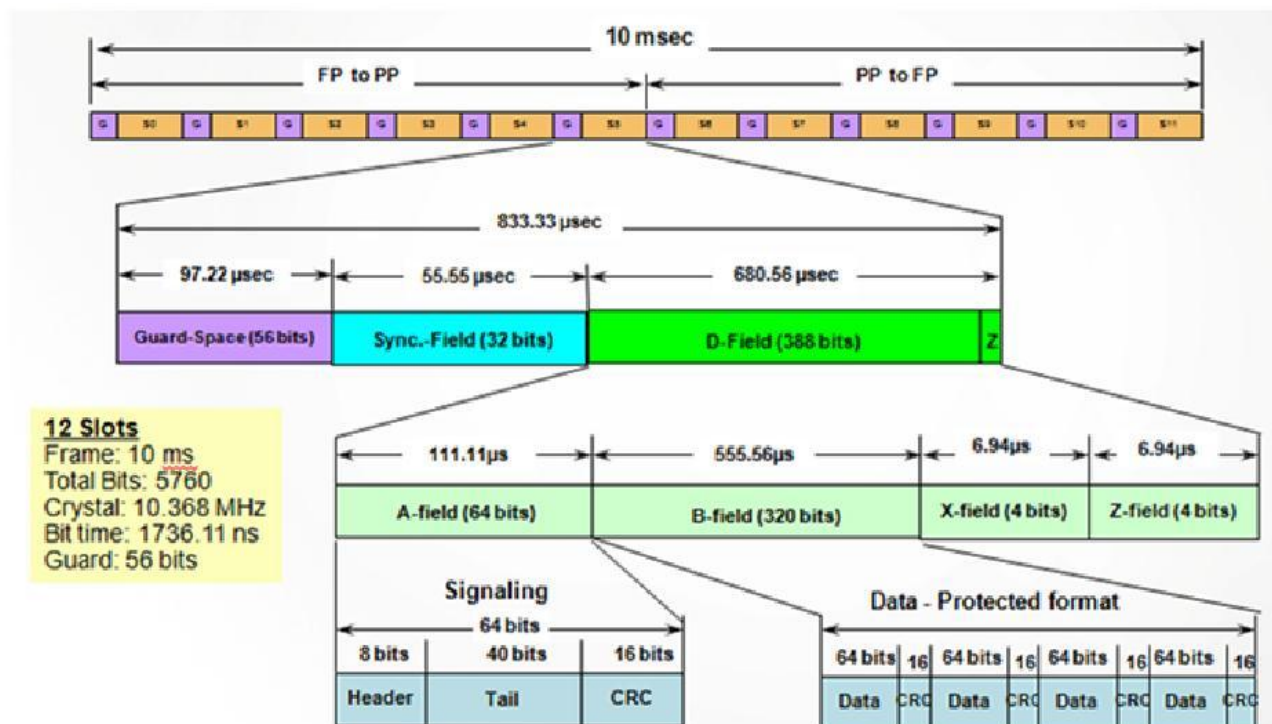 10 msec
FP to PP PP to FP
G S0 G S1 G S2 G S3 G S4 G S5 G S6 G S7 G S8 G S9 G S10 G S11
833.33 µsec
97.22 µsec 55.55 µsec 680.56 µsec
Guard-Space (56 bits) Sync.-Field (32 bits) D-Field (388 bits) Z
12 Slots
Frame: 10 ms
Total Bits: 5760
Crystal: 10.368 MHz
Bit time: 1736.11 ns
Guard: 56 bits
111.11µs 555.56µs 6.94µs 6.94µs
A-field (64 bits) B-field (320 bits) X-field (4 bits) Z-field (4 bits)
Signaling
64 bits
8 bits 40 bits 16 bits
Header Tail CRC
Data - Protected format
64 bits 16 64 bits 16 64 bits 16 64 bits 16
Data CRC Data CRC Data CRC Data CRC